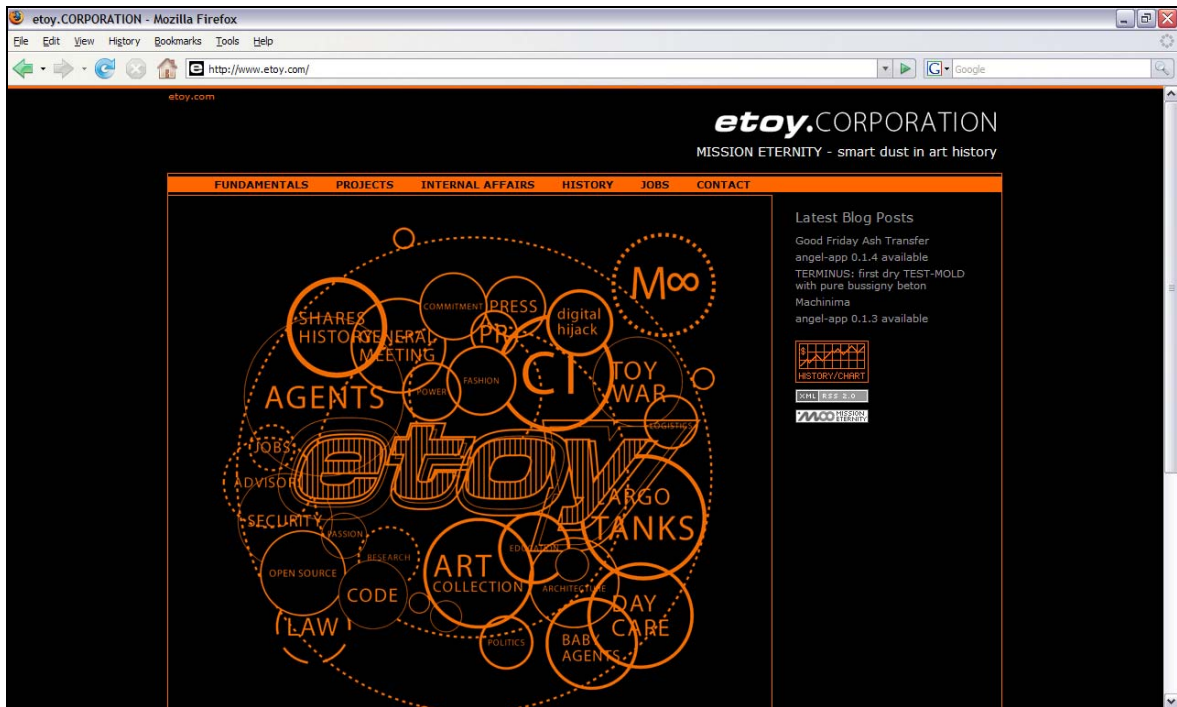 etoy.CORPORATION - Mozilla Firefox
File Edit View History Bookmarks Tools Help
http://www.etoy.com/
G Google
etoy.com
etoy.CORPORATION
MISSION ETERNITY - smart dust in art history
FUNDAMENTALS PROJECTS INTERNAL AFFAIRS HISTORY JOBS CONTACT
Latest Blog Posts
Good Friday Ash Transfer
angel-app 0.1.4 available
TERMINUS: first dry TEST-MOLD
with pure bussigny beton
Machinima
angel-app 0.1.3 available
$
HISTORY/CHART
XML RSS 2.0
M∞ MISSION
ETERNITY
M∞
COMMITMENT
PRESS
digital
hijack
SHARES
HISTORY
GENERAL
MEETING
PR
CI
TOY
WAR
FASHION
POWER
AGENTS
LOGISTICS
JOBS
etoy
ADVISOR
ARGO
TANKS
SECURITY
PASSION
EDUCATION
RESEARCH
OPEN SOURCE
ART
COLLECTION
ARCHITECTURE
CODE
DAY
CARE
LAW
POLITICS
BABY
AGENTS